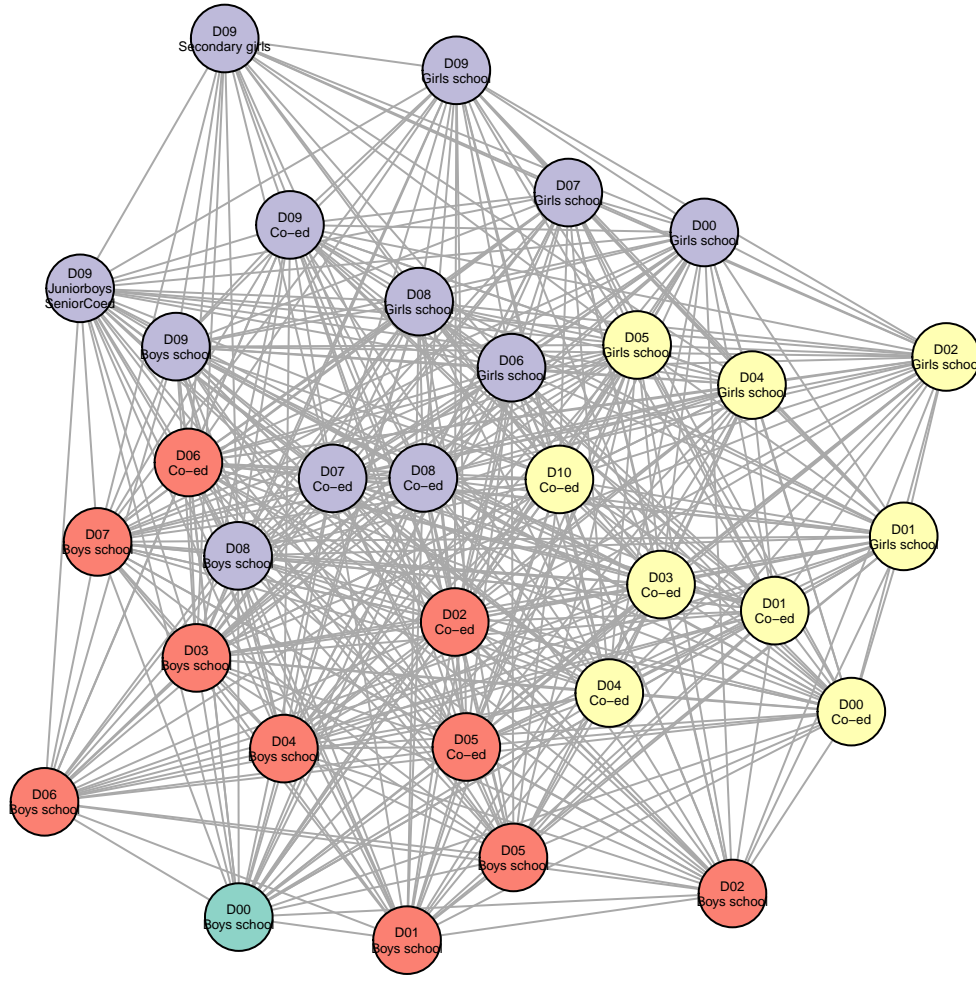 D09
Secondary girls
D09
Girls school
D07
Girls school
D09
Co−ed
D00
Girls school
D09
Juniorboys
SeniorCoed
D08
Girls school
D09
Boys school
D06
Girls school
D05
Girls school
D02
Girls school
D04
Girls school
D06
Co−ed
D07
Co−ed
D08
Co−ed
D10
Co−ed
D07
Boys school
D08
Boys school
D01
Girls school
D03
Co−ed
D01
Co−ed
D02
Co−ed
D03
Boys school
D04
Co−ed
D00
Co−ed
D04
Boys school
D05
Co−ed
D06
Boys school
D05
Boys school
D02
Boys school
D00
Boys school
D01
Boys school